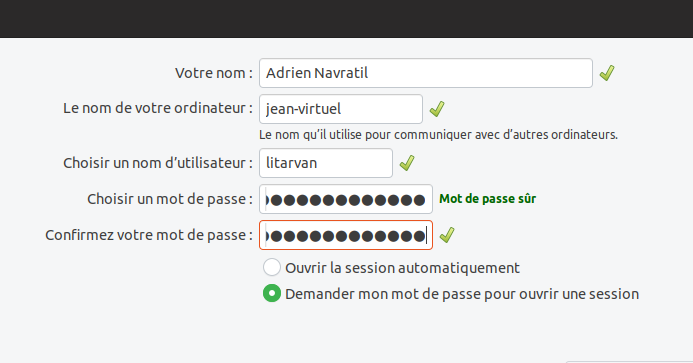 Votre nom : Adrien Navratil
Le nom de votre ordinateur : jean-virtuel
Le nom qu'il utilise pour communiquer avec d'autres ordinateurs.
Choisir un nom d'utilisateur : litarvan
Choisir un mot de passe : ●●●●●●●●●●●●● Mot de passe sûr
Confirmez votre mot de passe : ●●●●●●●●●●●●●
Ouvrir la session automatiquement
Demander mon mot de passe pour ouvrir une session